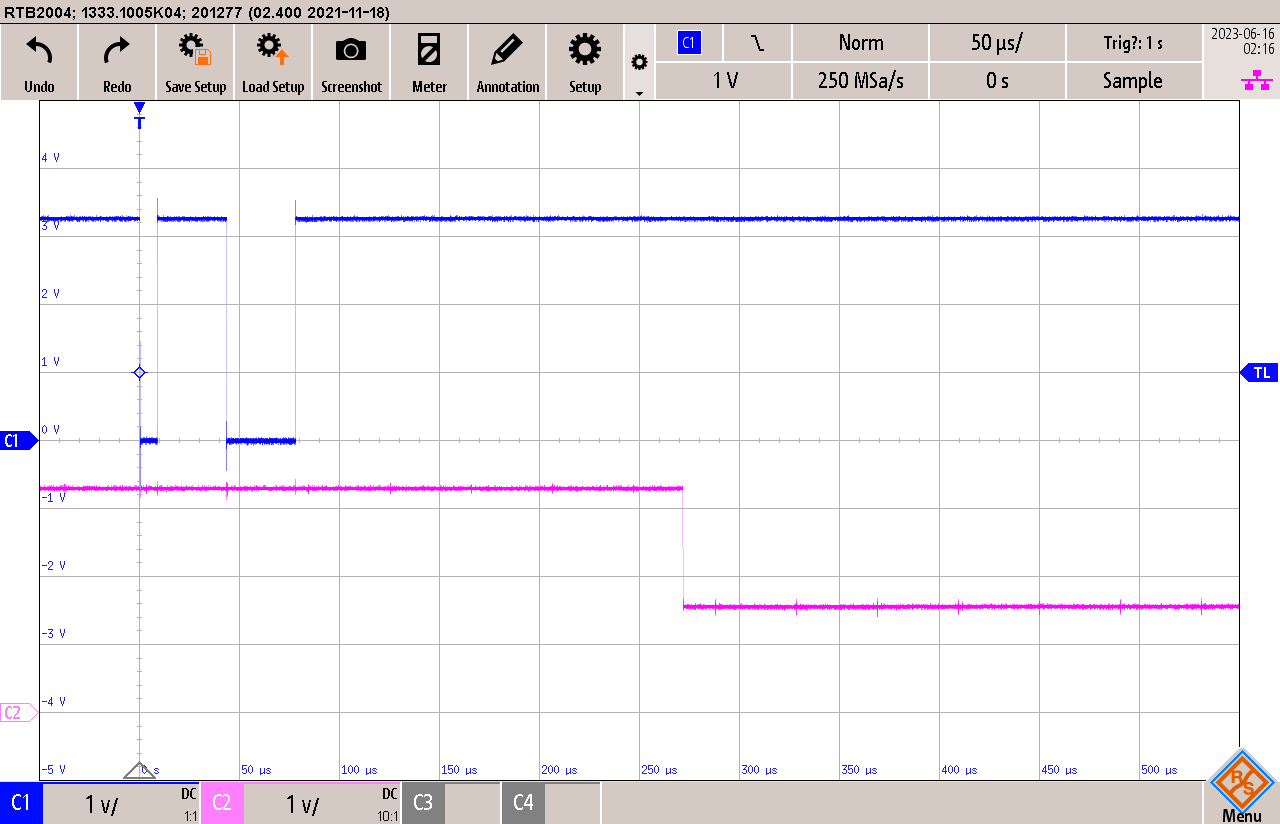 RTB2004; 1333.1005K04; 201277 (02.400 2021-11-18)
Undo
Redo
Save Setup
Load Setup
Screenshot
Meter
Annotation
Setup
C1
Norm
50 µs/
Trig?: 1 s
1 V
250 MSa/s
0 s
Sample
2023-06-16
02:16
T
4 V
3 V
2 V
1 V
TL
0 V
C1
-1 V
-2 V
-3 V
-4 V
C2
-5 V
0 s
50 µs
100 µs
150 µs
200 µs
250 µs
300 µs
350 µs
400 µs
450 µs
500 µs
C1
1 V/
DC
1:1
C2
1 V/
DC
10:1
C3
C4
R&S
Menu